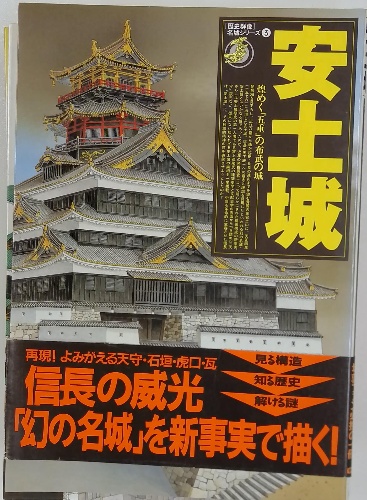 [歴史群像]
名城シリーズ③
安土城
煌めく「五重」の布武の城
再現!よみがえる天守・石垣・虎口・瓦
信長の威光
「幻の名城」を新事実で描く!
見る構造
知る歴史
解ける謎